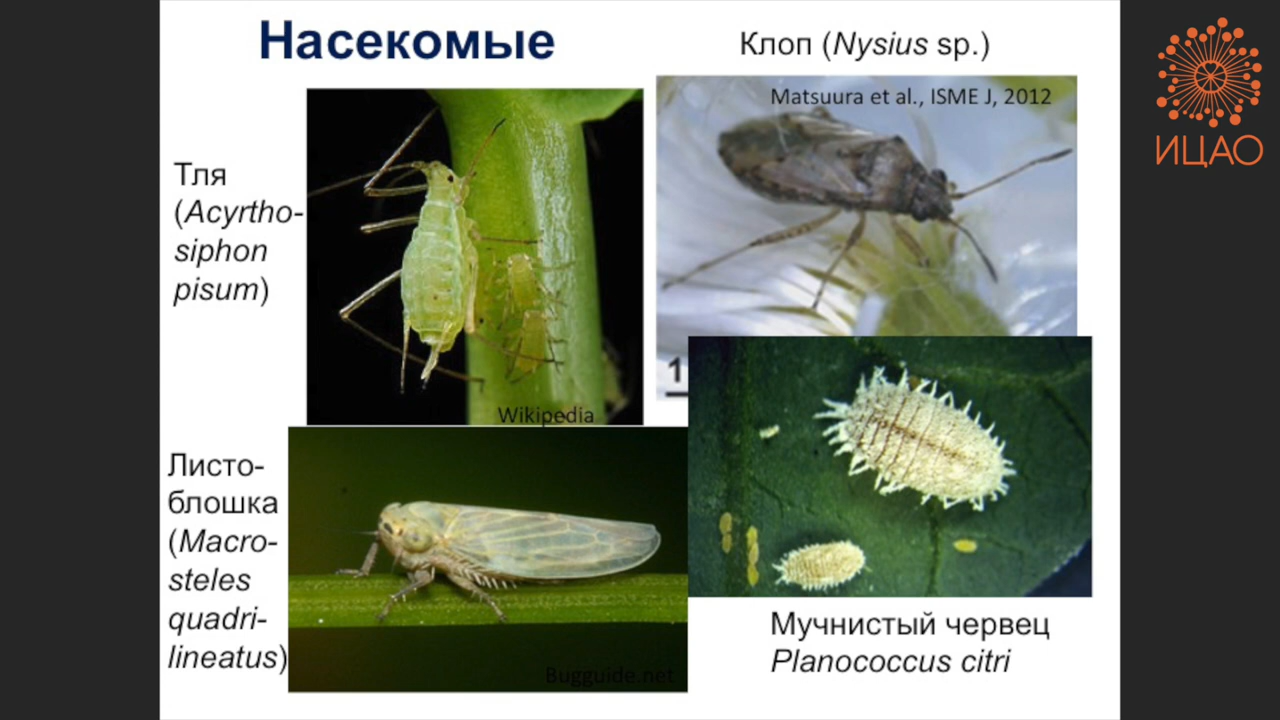 Насекомые
Клоп (Nysius sp.)
Matsuura et al., ISME J, 2012
Тля
(Acyrtho-
siphon
pisum)
Wikipedia
1
Листо-
блошка
(Macro-
steles
quadri-
lineatus)
Bugguide.net
Мучнистый червец
Planococcus citri
ИЦАО